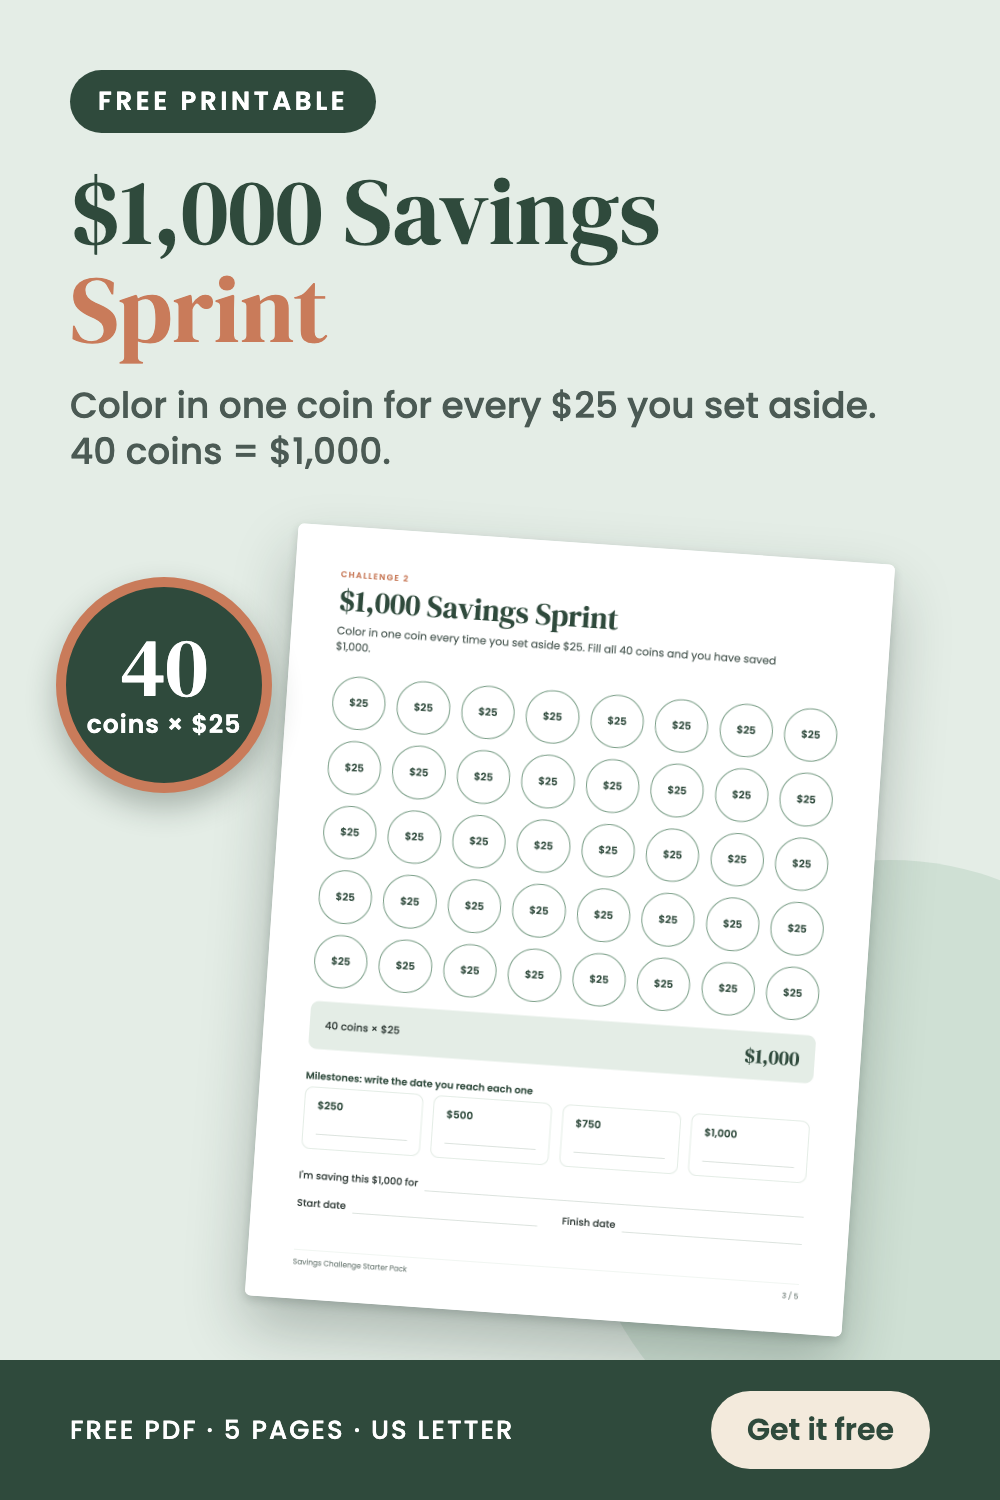 FREE PRINTABLE
$1,000 Savings
Sprint
Color in one coin for every $25 you set aside.
40 coins = $1,000.
40
coins × $25
CHALLENGE 2
$1,000 Savings Sprint
Color in one coin every time you set aside $25. Fill all 40 coins and you have saved
$1,000.
$25 $25 $25 $25 $25 $25 $25 $25
$25 $25 $25 $25 $25 $25 $25 $25
$25 $25 $25 $25 $25 $25 $25 $25
$25 $25 $25 $25 $25 $25 $25 $25
$25 $25 $25 $25 $25 $25 $25 $25
40 coins × $25 $1,000
Milestones: write the date you reach each one
$250 $500 $750 $1,000
I'm saving this $1,000 for
Start date Finish date
Savings Challenge Starter Pack 3 / 5
FREE PDF · 5 PAGES · US LETTER
Get it free